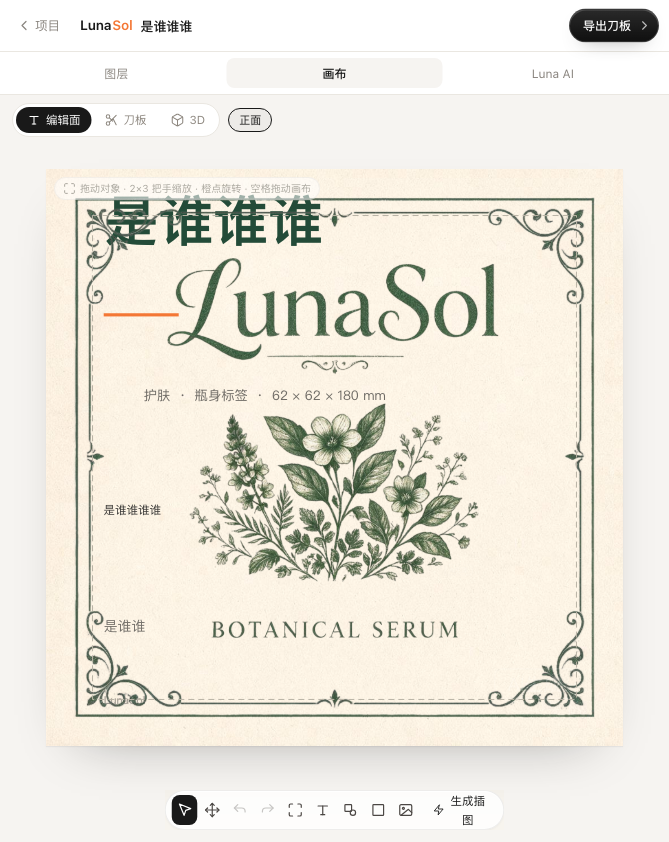 项目 LunaSol 是谁谁谁 导出刀板
图层 画布 Luna AI
编辑面 刀板 3D 正面
拖动对象 · 2×3 把手缩放 · 橙点旋转 · 空格拖动画布
是谁谁谁
LunaSol
护肤 · 瓶身标签 · 62 × 62 × 180 mm
是谁谁谁谁
是谁谁
BOTANICAL SERUM
生成插
图